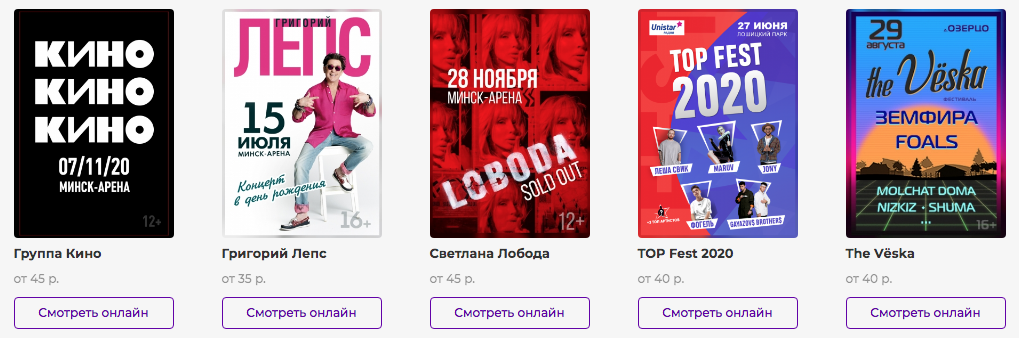 КИНО
КИНО
КИНО
07/11/20
МИНСК-АРЕНА
12+
ГРИГОРИЙ
ЛЕПС
15
ИЮЛЯ
МИНСК-АРЕНА
Концерт
в день рождения
16+
28 НОЯБРЯ
МИНСК-АРЕНА
LOBODA
SOLD OUT
12+
Unistar
27 ИЮНЯ
ЛОШИЦКИЙ ПАРК
TOP FEST
2020
ЛЕША СВИК
MARUV
JONY
ФОГЕЛЬ
GAYAZOVS BROTHERS
29
августа
ОЗЕРЦО
the Vёska
ФЕСТИВАЛЬ
ЗЕМФИРА
FOALS
MOLCHAT DOMA
NIZKIZ • SHUMA
16+
Группа Кино
Григорий Лепс
Светлана Лобода
TOP Fest 2020
The Vёska
от 45 р.
от 35 р.
от 45 р.
от 40 р.
от 40 р.
Смотреть онлайн
Смотреть онлайн
Смотреть онлайн
Смотреть онлайн
Смотреть онлайн